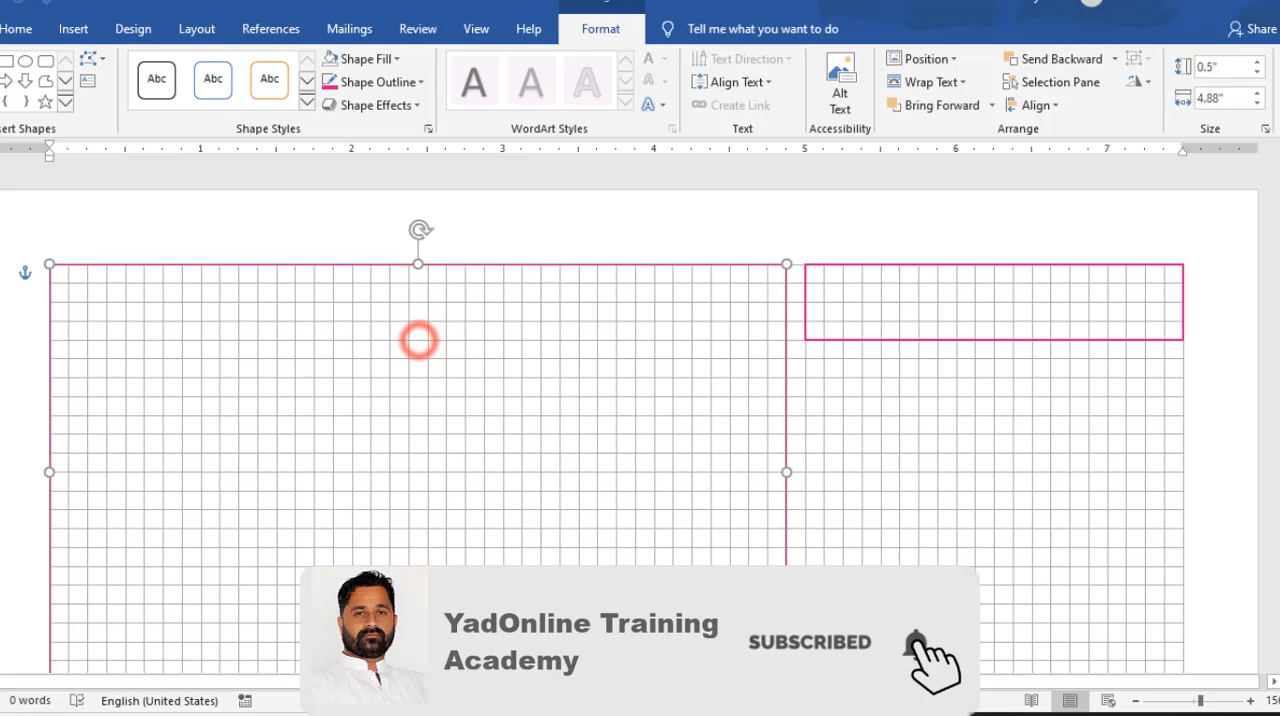 Home Insert Design Layout References Mailings Review View Help Format Tell me what you want to do Share
Abc Abc Abc
Shape Fill
Shape Outline
Shape Effects
A A A
A
A
A
Text Direction
Align Text
Create Link
Alt
Text
Position
Wrap Text
Bring Forward
Send Backward
Selection Pane
Align
0.5"
4.88"
Shapes Shape Styles WordArt Styles Text Accessibility Arrange Size
1 2 3 4 5 6 7
YadOnline Training
Academy
SUBSCRIBED
0 words English (United States)